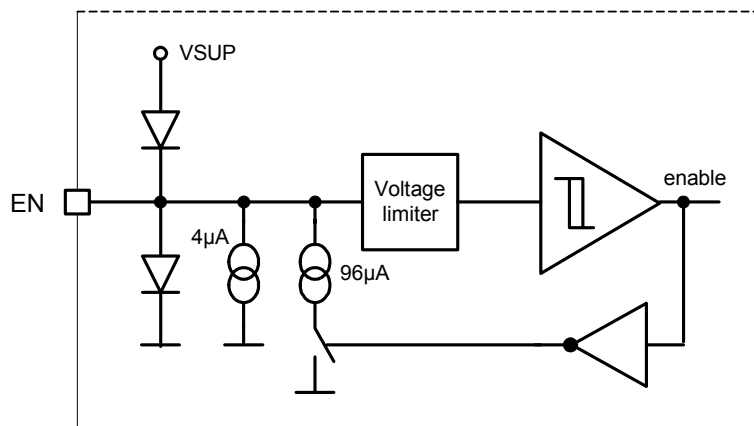 VSUP
EN
Voltage
limiter
enable
4µA
96µA